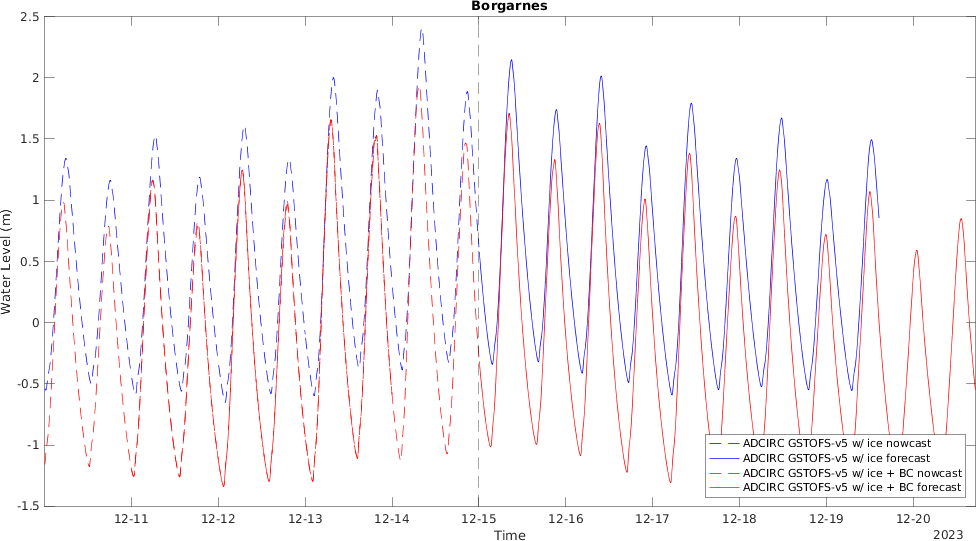 Borgarnes
2.5
2
1.5
1
0.5
0
-0.5
-1
-1.5
Water Level (m)
12-11
12-12
12-13
12-14
12-15
12-16
12-17
12-18
12-19
12-20
Time
2023
ADCIRC GSTOFS-v5 w/ ice nowcast
ADCIRC GSTOFS-v5 w/ ice forecast
ADCIRC GSTOFS-v5 w/ ice + BC nowcast
ADCIRC GSTOFS-v5 w/ ice + BC forecast